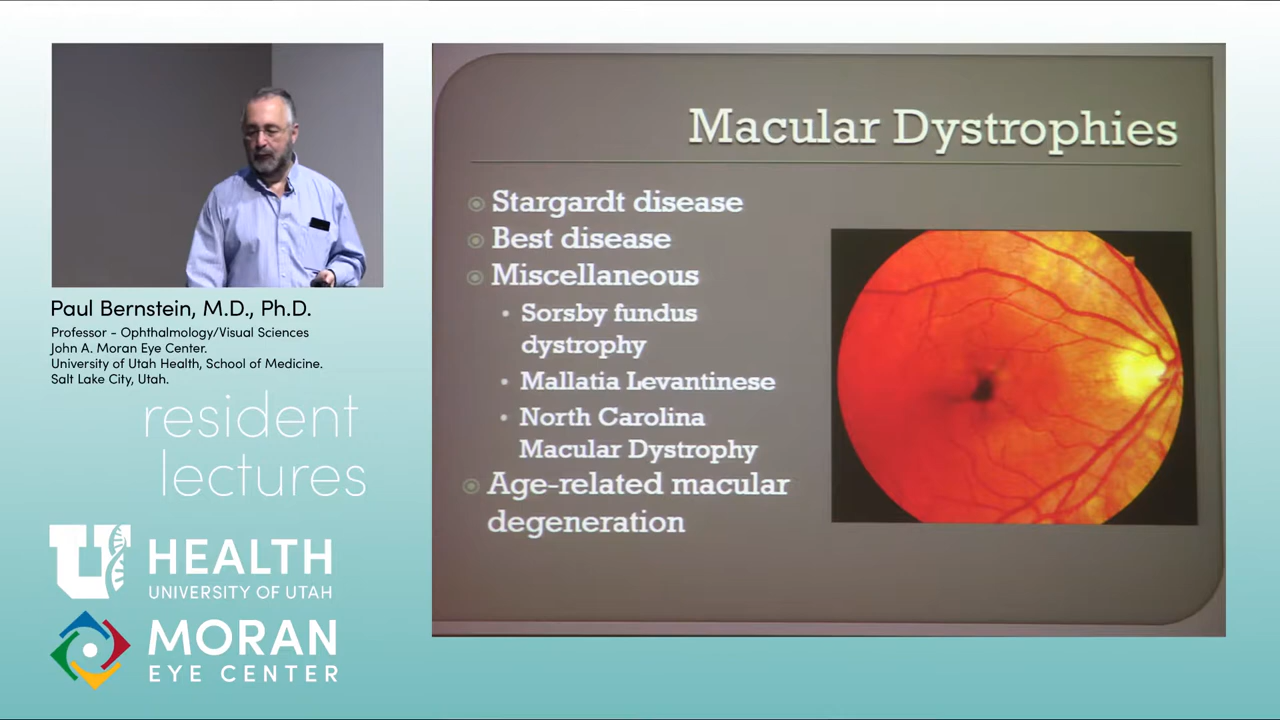 Macular Dystrophies
Stargardt disease
Best disease
Miscellaneous
Sorsby fundus
dystrophy
Mallatia Levantinese
North Carolina
Macular Dystrophy
Age-related macular
degeneration
Paul Bernstein, M.D., Ph.D.
Professor - Ophthalmology/Visual Sciences
John A. Moran Eye Center.
University of Utah Health, School of Medicine.
Salt Lake City, Utah.
resident
lectures
U HEALTH
UNIVERSITY OF UTAH
MORAN
EYE CENTER